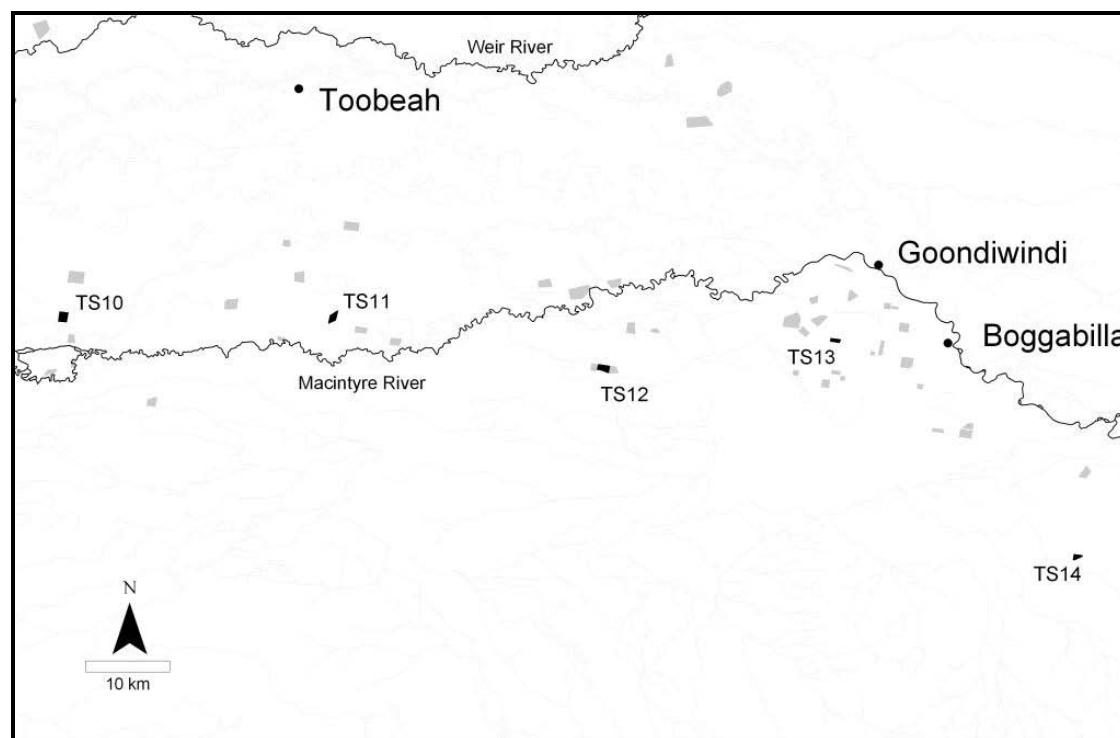 Weir River
Toobeah
Goondiwindi
TS10
TS11
Boggabilla
TS13
Macintyre River
TS12
TS14
N
10 km